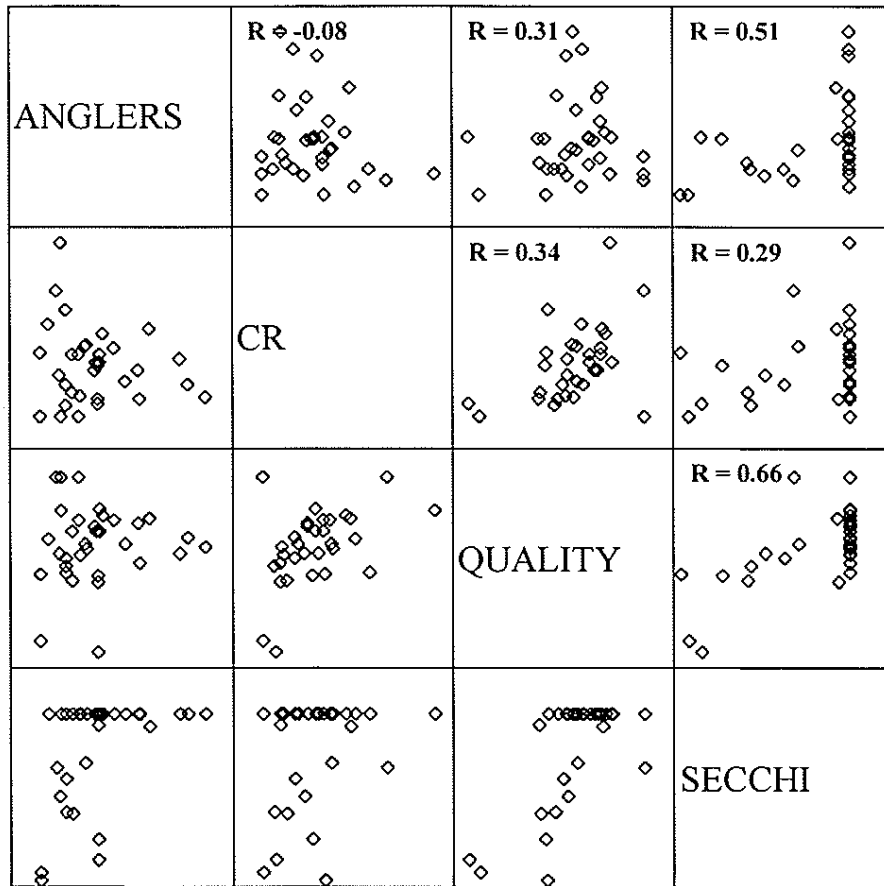 R = -0.08
R = 0.31
R = 0.51
ANGLERS
R = 0.34
R = 0.29
CR
R = 0.66
QUALITY
SECCHI